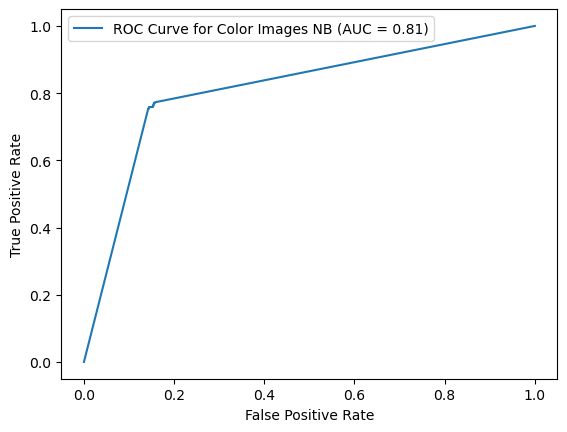 ROC Curve for Color Images NB (AUC = 0.81)
1.0
0.8
0.6
0.4
0.2
0.0
True Positive Rate
0.0 0.2 0.4 0.6 0.8 1.0
False Positive Rate